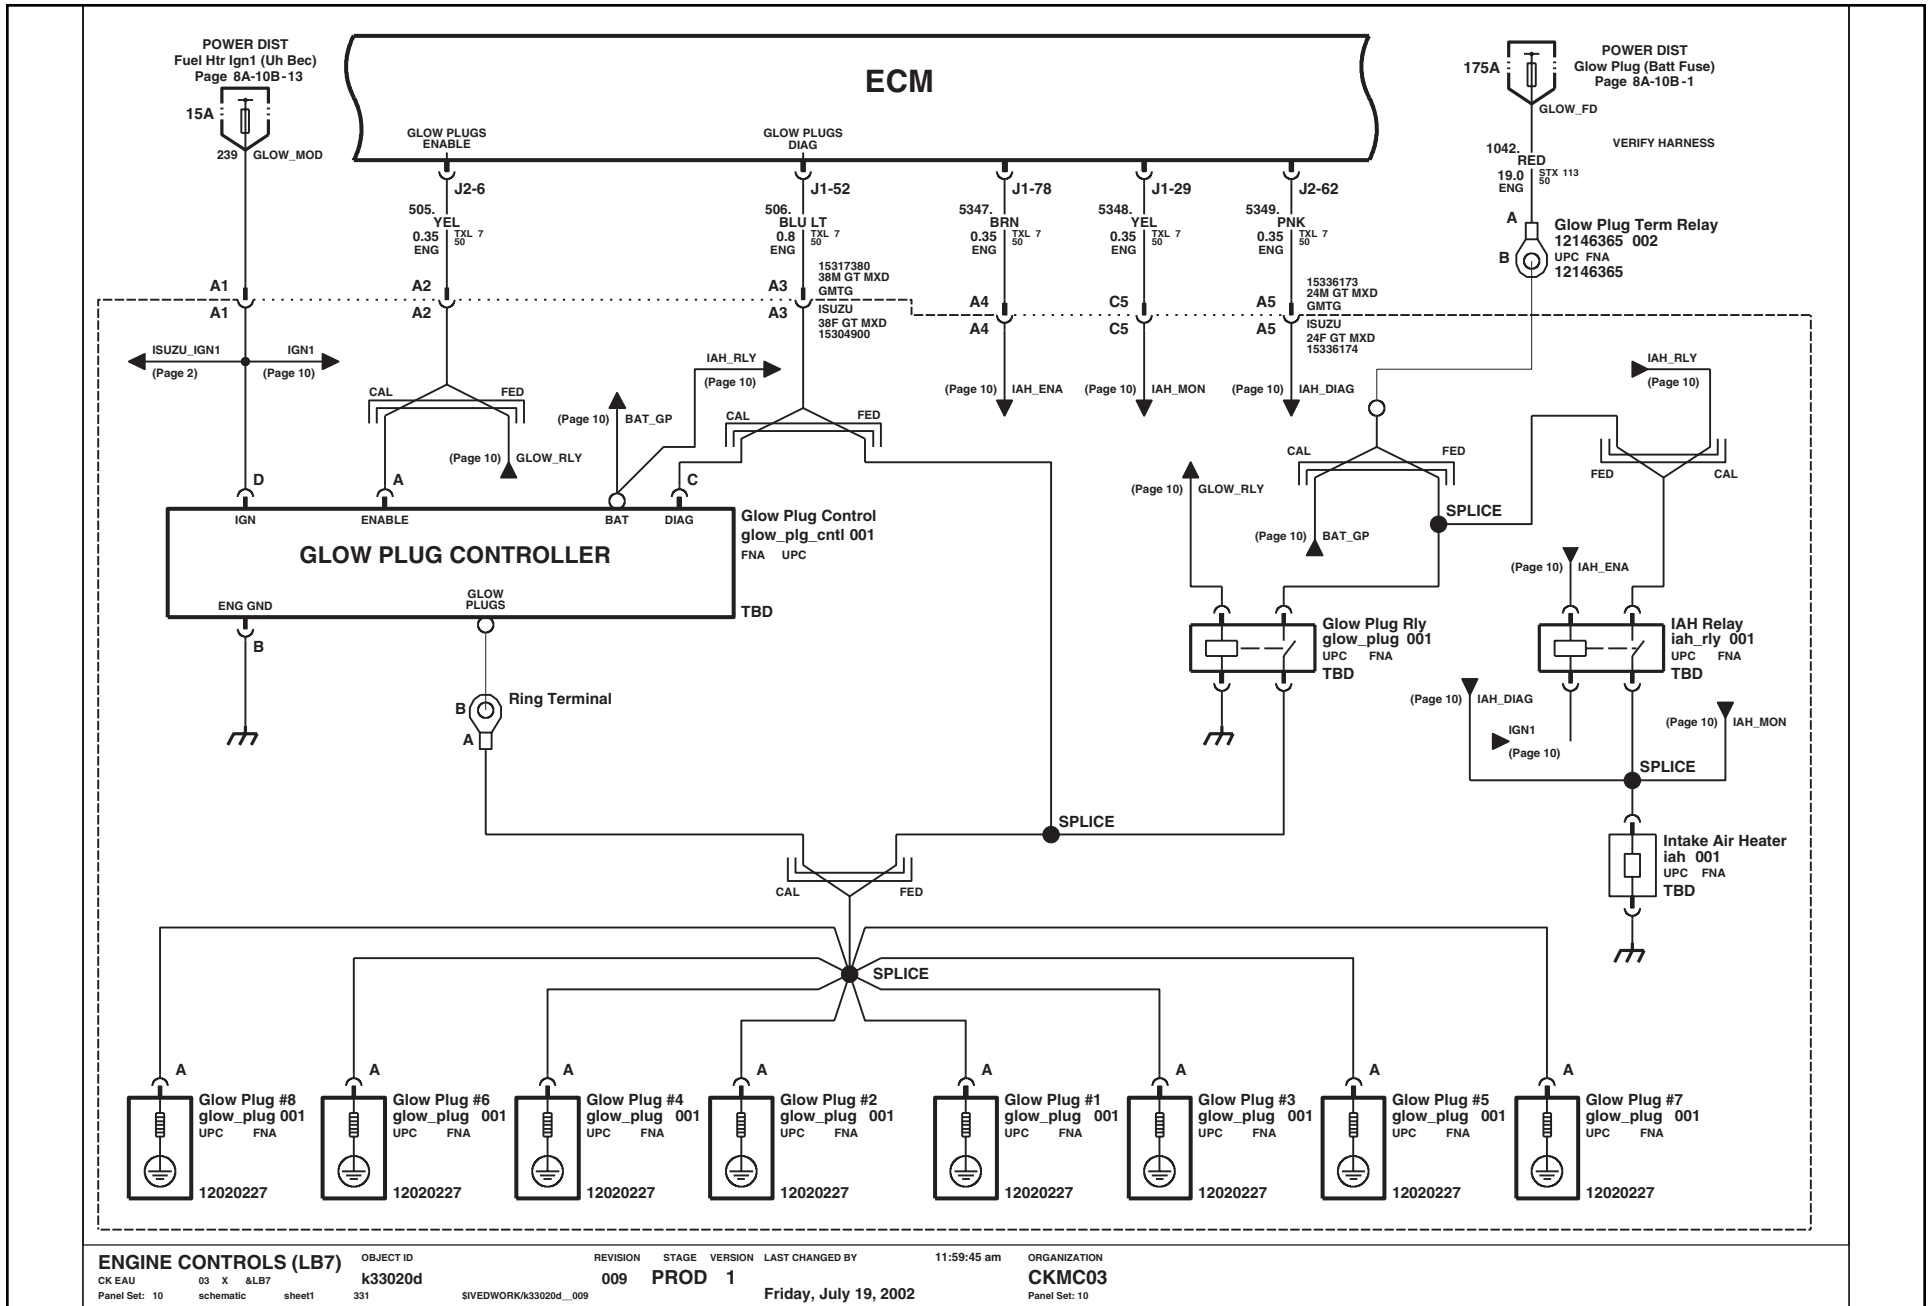 POWER DIST
Fuel Htr Ign1 (Uh Bec)
Page 8A-10B-13
15A
239 GLOW_MOD
ECM
GLOW PLUGS
ENABLE
GLOW PLUGS
DIAG
175A
POWER DIST
Glow Plug (Batt Fuse)
Page 8A-10B-1
GLOW_FD
VERIFY HARNESS
1042.
RED
19.0 STX 113
ENG 50
J2-6
505.
YEL
0.35 TXL 7
ENG 50
J1-52
506.
BLU LT
0.8 TXL 7
ENG 50
J1-78
5347.
BRN
0.35 TXL 7
ENG 50
J1-29
5348.
YEL
0.35 TXL 7
ENG 50
J2-62
5349.
PNK
0.35 TXL 7
ENG 50
A
B
Glow Plug Term Relay
12146365 002
UPC FNA
12146365
15317380
38M GT MXD
GMTG
ISUZU
38F GT MXD
15304900
15336173
24M GT MXD
GMTG
ISUZU
24F GT MXD
15336174
A1
A1
A2
A2
A3
A3
A4
A4
C5
C5
A5
A5
ISUZU_IGN1
(Page 2)
IGN1
(Page 10)
CAL FED
(Page 10) GLOW_RLY
(Page 10) BAT_GP
IAH_RLY
(Page 10)
CAL FED
(Page 10) IAH_ENA
(Page 10) IAH_MON
(Page 10) IAH_DIAG
IAH_RLY
(Page 10)
CAL FED
FED CAL
(Page 10) GLOW_RLY
(Page 10) BAT_GP
SPLICE
(Page 10) IAH_ENA
D
A
C
IGN
ENABLE
BAT
DIAG
GLOW PLUG CONTROLLER
ENG GND
GLOW
PLUGS
Glow Plug Control
glow_plg_cntl 001
FNA UPC
TBD
B
B
A
Ring Terminal
Glow Plug Rly
glow_plug 001
UPC FNA
TBD
IAH Relay
iah_rly 001
UPC FNA
TBD
(Page 10) IAH_DIAG
IGN1
(Page 10)
(Page 10) IAH_MON
SPLICE
SPLICE
CAL FED
Intake Air Heater
iah 001
UPC FNA
TBD
SPLICE
A
Glow Plug #8
glow_plug 001
UPC FNA
12020227
A
Glow Plug #6
glow_plug 001
UPC FNA
12020227
A
Glow Plug #4
glow_plug 001
UPC FNA
12020227
A
Glow Plug #2
glow_plug 001
UPC FNA
12020227
A
Glow Plug #1
glow_plug 001
UPC FNA
12020227
A
Glow Plug #3
glow_plug 001
UPC FNA
12020227
A
Glow Plug #5
glow_plug 001
UPC FNA
12020227
A
Glow Plug #7
glow_plug 001
UPC FNA
12020227
ENGINE CONTROLS (LB7) OBJECT ID REVISION STAGE VERSION LAST CHANGED BY 11:59:45 am ORGANIZATION
CK EAU 03 X &LB7 k33020d 009 PROD 1 CKMC03
Panel Set: 10 schematic sheet1 331 $IVEDWORK/k33020d__009 Friday, July 19, 2002 Panel Set: 10